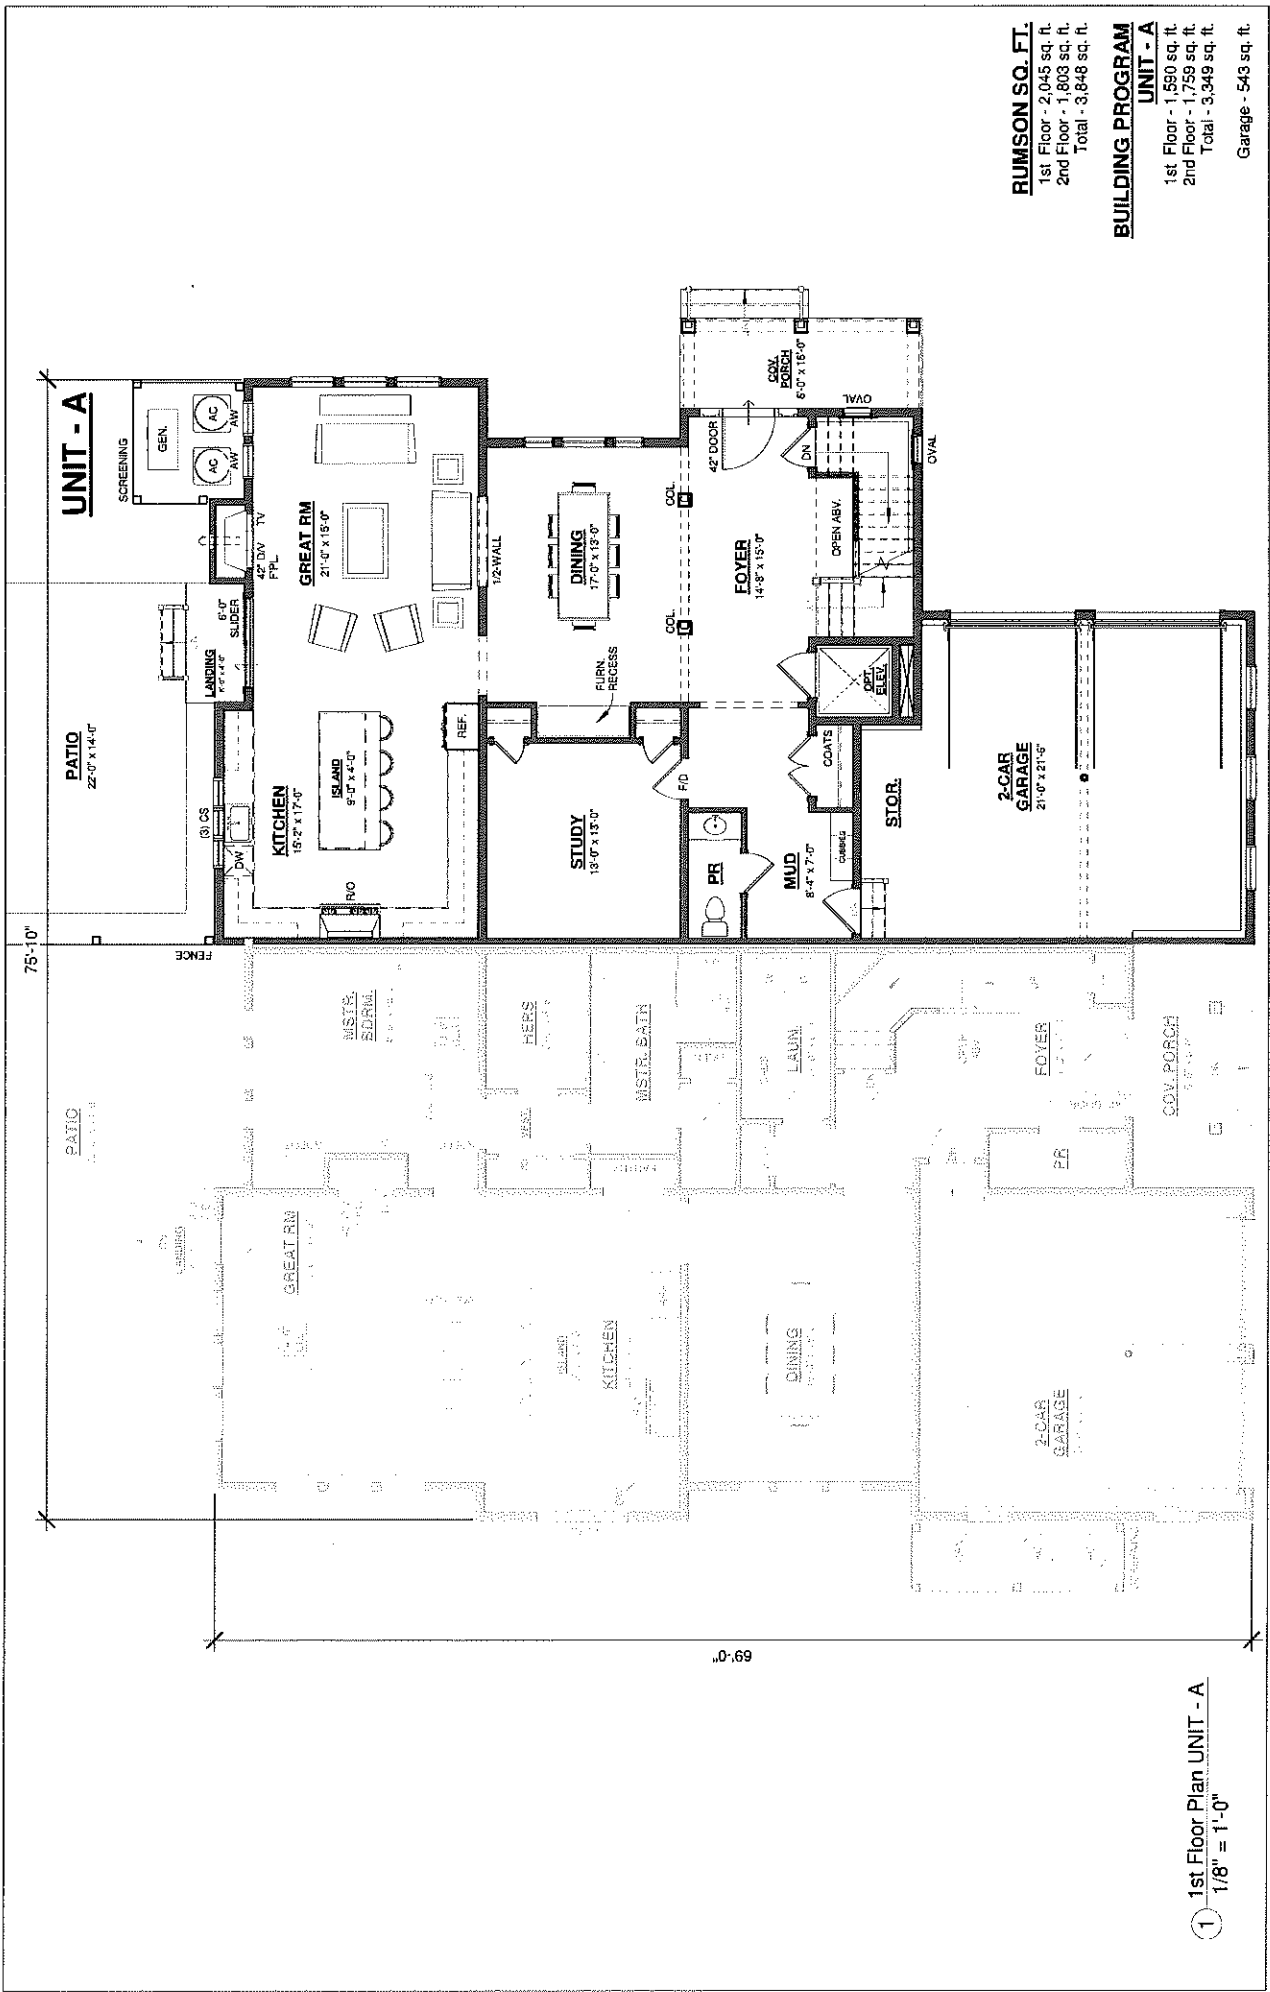 UNIT - A
75'-10"
PATIO
22'-0" x 14'-0"
SCREENING
GEN.
AC
AC
AW
AW
FENCE
(3) CS
LANDING
6'-0" x 4'-0"
6'-0"
SLIDER
42" D/V
F'PL.
TV
DW
KITCHEN
15'-2" x 17'-0"
ISLAND
9'-0" x 4'-0"
R/O
REF.
GREAT RM
21'-0" x 15'-0"
1/2-WALL
STUDY
13'-0" x 13'-0"
FURN.
RECESS
DINING
17'-0" x 13'-0"
F/D
COL.
COL.
PR
MUD
8'-4" x 7'-0"
CUBBIES
COATS
FOYER
14'-8" x 15'-0"
42" DOOR
COV.
PORCH
6'-0" x 16'-0"
OPT.
ELEV.
OPEN ABV.
DN
OVAL
OVAL
STOR.
2-CAR
GARAGE
21'-0" x 21'-6"
RUMSON SQ. FT.
1st Floor - 2,045 sq. ft.
2nd Floor - 1,803 sq. ft.
Total - 3,848 sq. ft.
BUILDING PROGRAM
UNIT - A
1st Floor - 1,590 sq. ft.
2nd Floor - 1,759 sq. ft.
Total - 3,349 sq. ft.
Garage - 543 sq. ft.
PATIO
LANDING
MSTR.
BDRM.
GREAT RM
HERS
MSTR. BATH
ISLAND
KITCHEN
LAUN.
DINING
FOYER
PR
COV. PORCH
2-CAR
GARAGE
69'-0"
1
1st Floor Plan UNIT - A
1/8" = 1'-0"